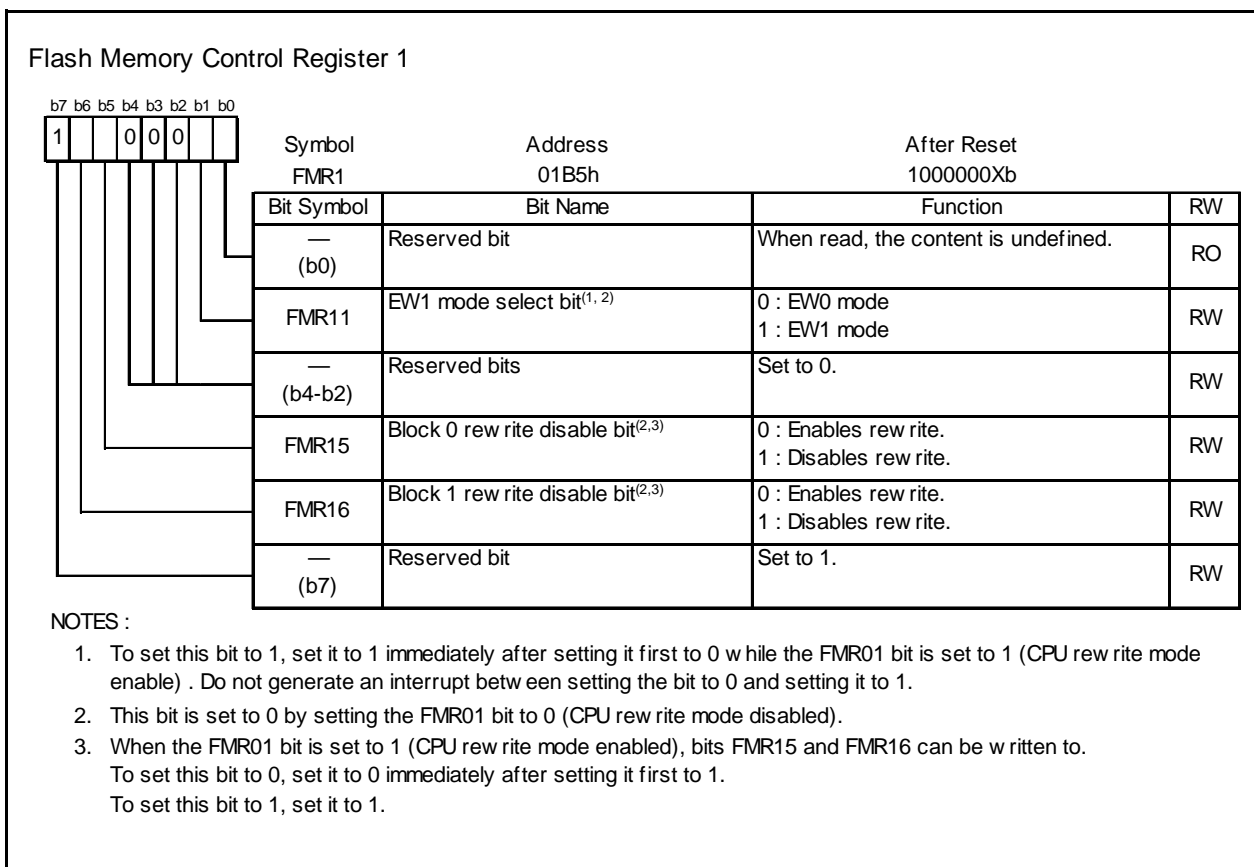 Flash Memory Control Register 1
b7 b6 b5 b4 b3 b2 b1 b0
1 0 0 0
Symbol Address After Reset
FMR1 01B5h 1000000Xb
Bit Symbol Bit Name Function RW
— (b0) Reserved bit When read, the content is undefined. RO
FMR11 EW1 mode select bit(1, 2) 0 : EW0 mode
1 : EW1 mode RW
— (b4-b2) Reserved bits Set to 0. RW
FMR15 Block 0 rew rite disable bit(2,3) 0 : Enables rew rite.
1 : Disables rew rite. RW
FMR16 Block 1 rew rite disable bit(2,3) 0 : Enables rew rite.
1 : Disables rew rite. RW
— (b7) Reserved bit Set to 1. RW
NOTES :
1. To set this bit to 1, set it to 1 immediately after setting it first to 0 w hile the FMR01 bit is set to 1 (CPU rew rite mode
enable) . Do not generate an interrupt betw een setting the bit to 0 and setting it to 1.
2. This bit is set to 0 by setting the FMR01 bit to 0 (CPU rew rite mode disabled).
3. When the FMR01 bit is set to 1 (CPU rew rite mode enabled), bits FMR15 and FMR16 can be w ritten to.
To set this bit to 0, set it to 0 immediately after setting it first to 1.
To set this bit to 1, set it to 1.